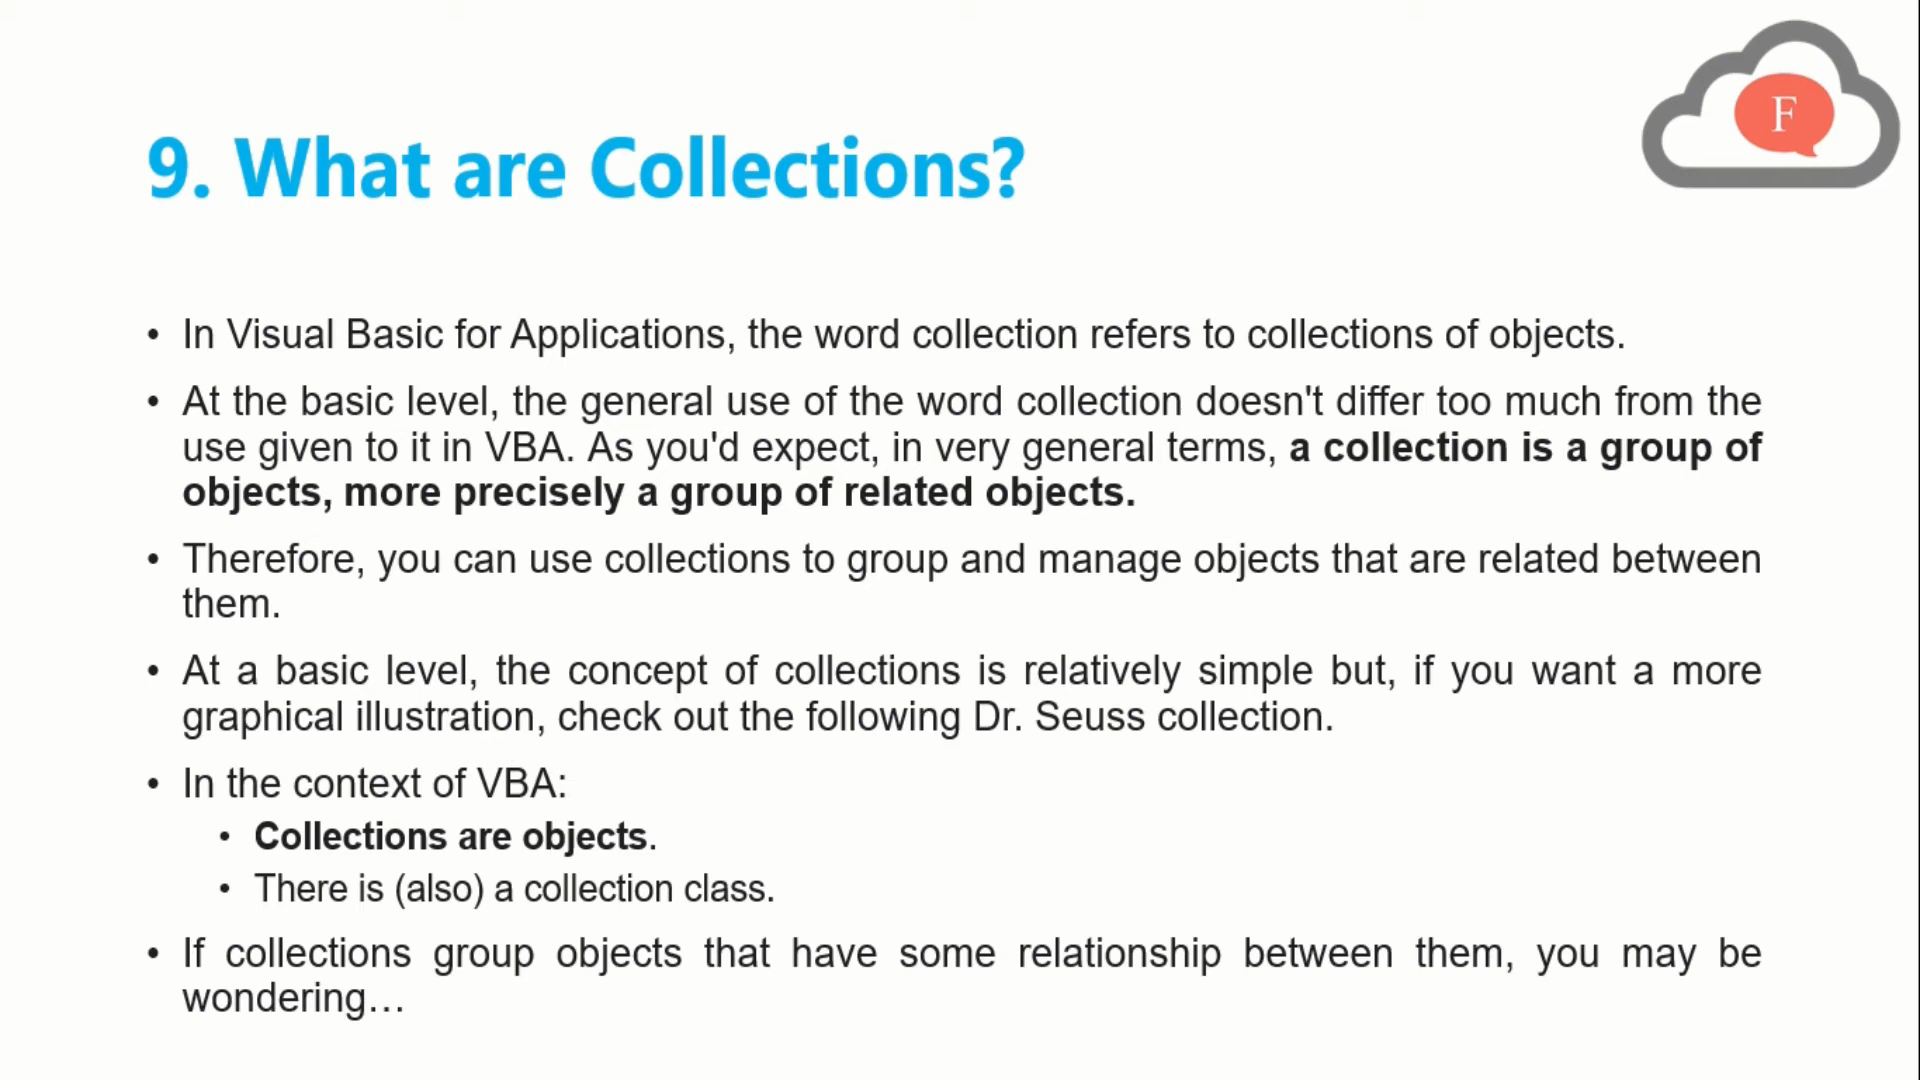 F
9. What are Collections?
• In Visual Basic for Applications, the word collection refers to collections of objects.
• At the basic level, the general use of the word collection doesn't differ too much from the
use given to it in VBA. As you'd expect, in very general terms, a collection is a group of
objects, more precisely a group of related objects.
• Therefore, you can use collections to group and manage objects that are related between
them.
• At a basic level, the concept of collections is relatively simple but, if you want a more
graphical illustration, check out the following Dr. Seuss collection.
• In the context of VBA:
• Collections are objects.
• There is (also) a collection class.
• If collections group objects that have some relationship between them, you may be
wondering…